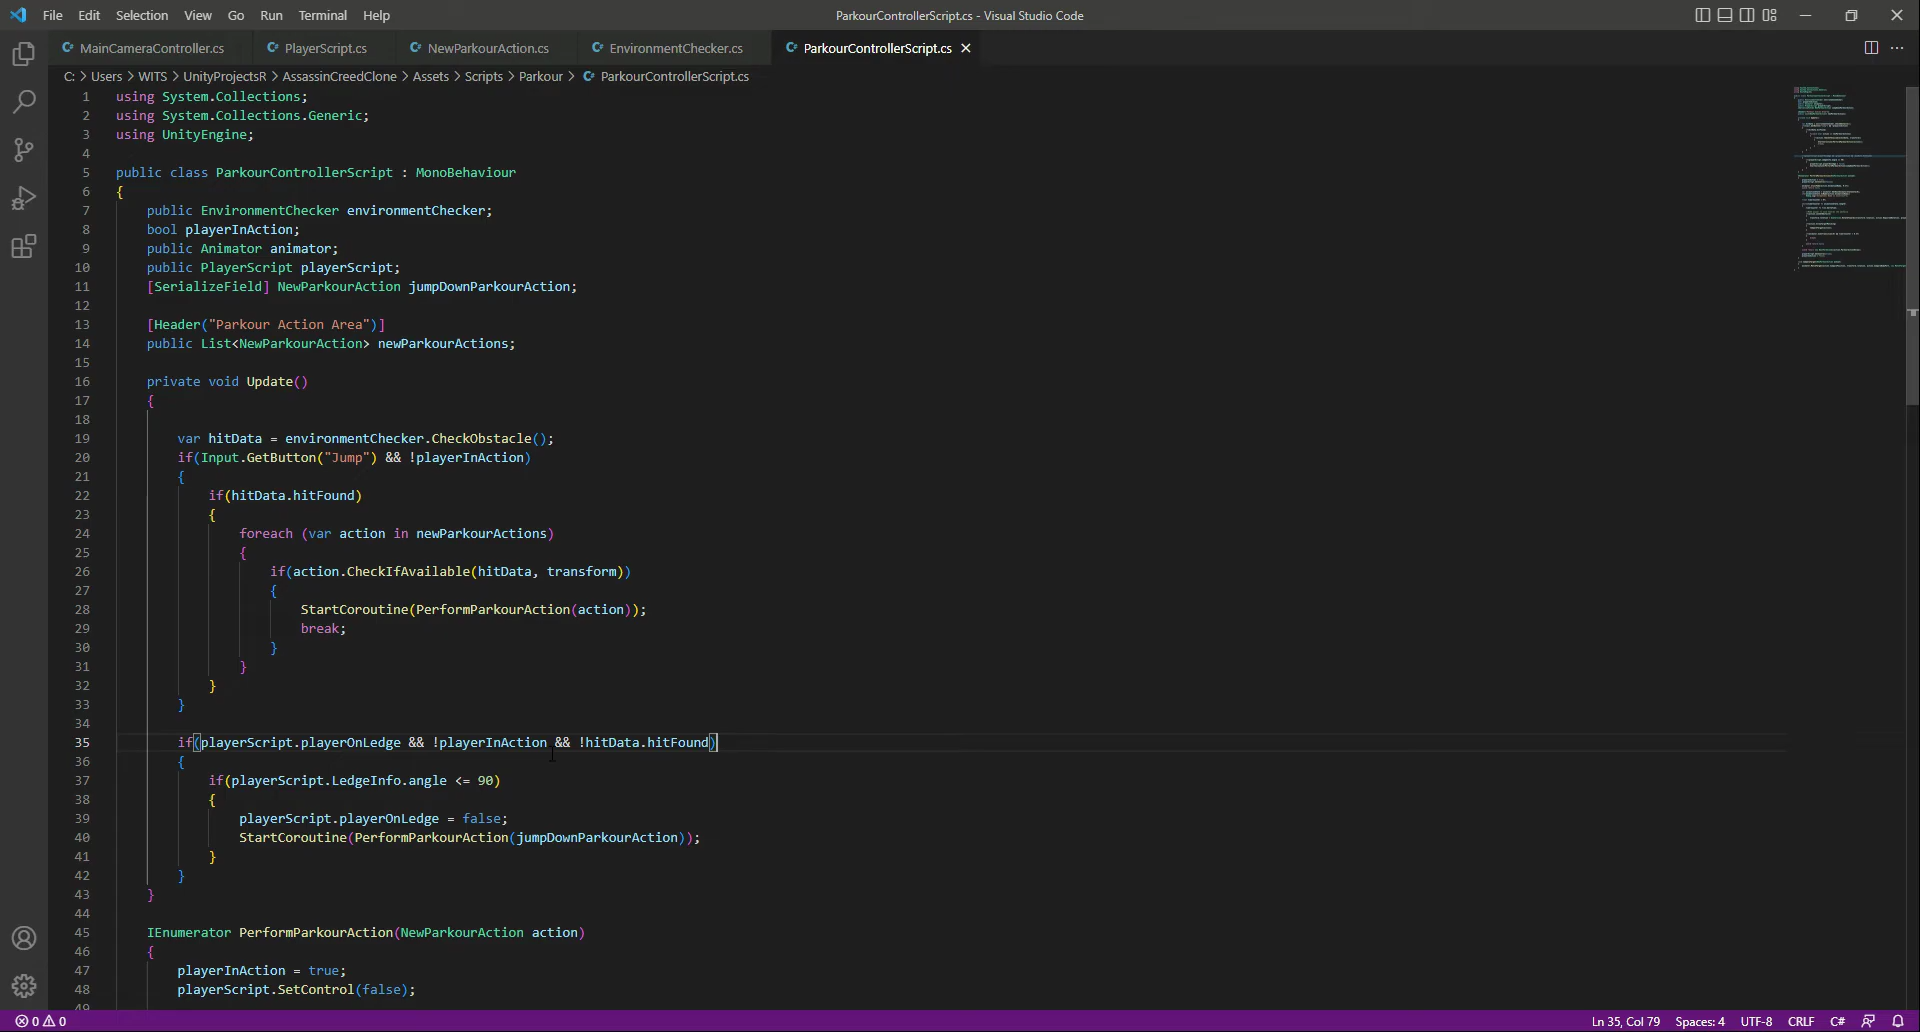 File Edit Selection View Go Run Terminal Help
ParkourControllerScript.cs - Visual Studio Code
MainCameraController.cs
PlayerScript.cs
NewParkourAction.cs
EnvironmentChecker.cs
ParkourControllerScript.cs
C: > Users > WITS > UnityProjectsR > AssassinCreedClone > Assets > Scripts > Parkour > ParkourControllerScript.cs
1 using System.Collections;
2 using System.Collections.Generic;
3 using UnityEngine;
4
5 public class ParkourControllerScript : MonoBehaviour
6 {
7 public EnvironmentChecker environmentChecker;
8 bool playerInAction;
9 public Animator animator;
10 public PlayerScript playerScript;
11 [SerializeField] NewParkourAction jumpDownParkourAction;
12
13 [Header("Parkour Action Area")]
14 public List<NewParkourAction> newParkourActions;
15
16 private void Update()
17 {
18
19 var hitData = environmentChecker.CheckObstacle();
20 if(Input.GetButton("Jump") && !playerInAction)
21 {
22 if(hitData.hitFound)
23 {
24 foreach (var action in newParkourActions)
25 {
26 if(action.CheckIfAvailable(hitData, transform))
27 {
28 StartCoroutine(PerformParkourAction(action));
29 break;
30 }
31 }
32 }
33 }
34
35 if(playerScript.playerOnLedge && !playerInAction && !hitData.hitFound)
36 {
37 if(playerScript.LedgeInfo.angle <= 90)
38 {
39 playerScript.playerOnLedge = false;
40 StartCoroutine(PerformParkourAction(jumpDownParkourAction));
41 }
42 }
43 }
44
45 IEnumerator PerformParkourAction(NewParkourAction action)
46 {
47 playerInAction = true;
48 playerScript.SetControl(false);
49
0 0
Ln 35, Col 79 Spaces: 4 UTF-8 CRLF C#